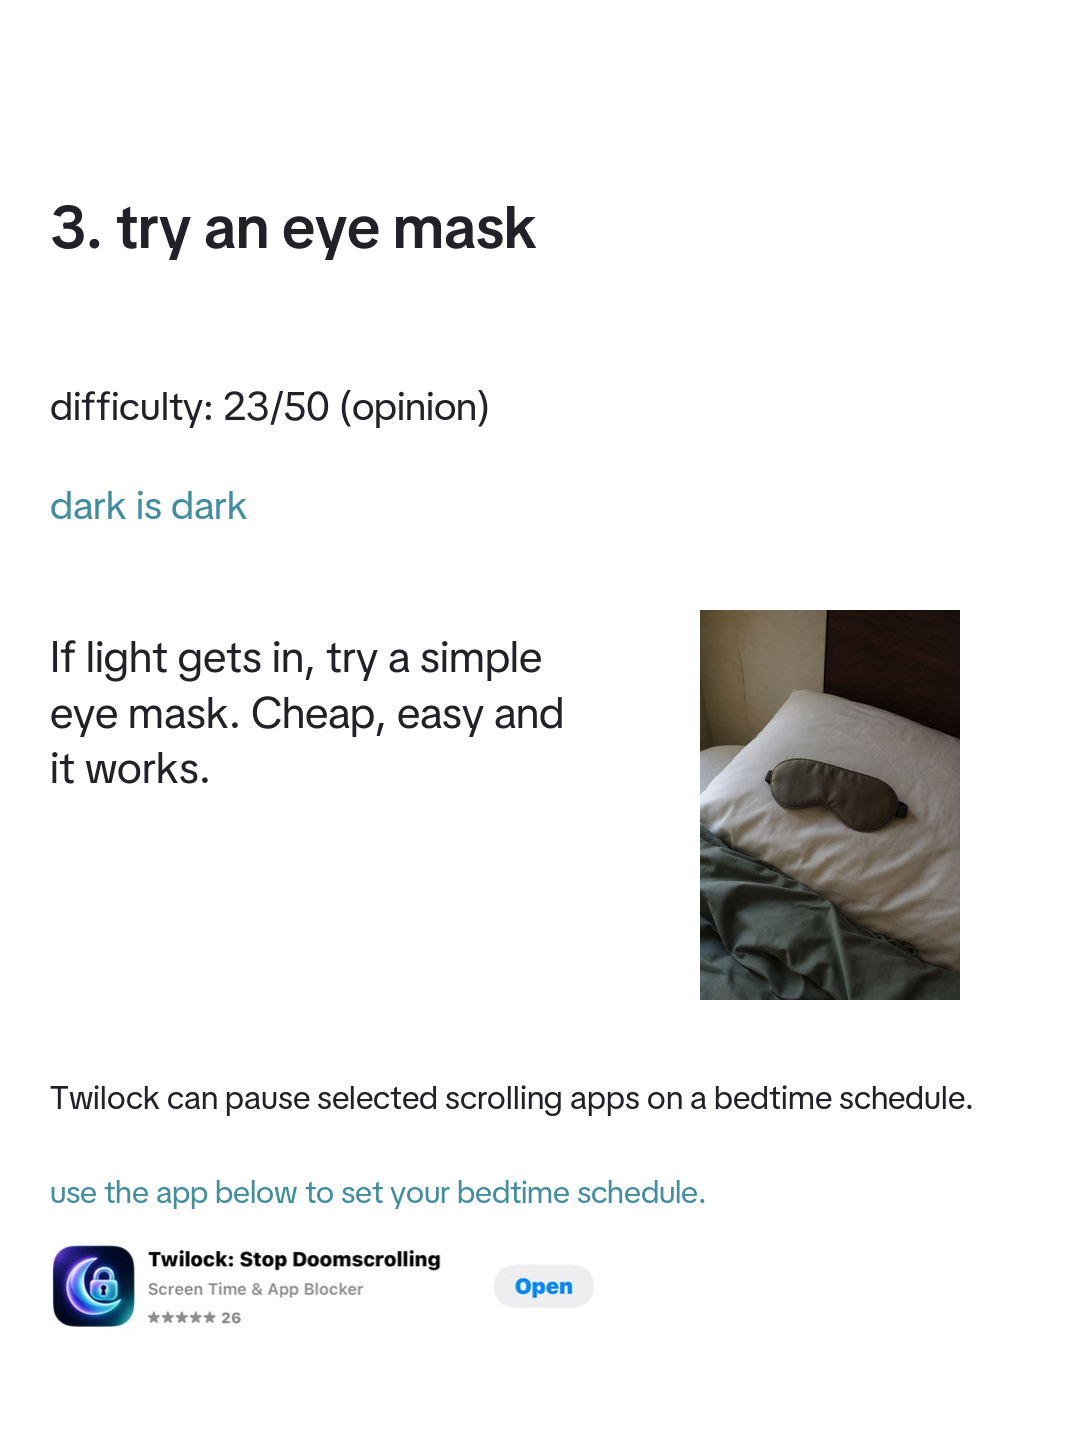 3. try an eye mask
difficulty: 23/50 (opinion)
dark is dark
If light gets in, try a simple
eye mask. Cheap, easy and
it works.
Twilock can pause selected scrolling apps on a bedtime schedule.
use the app below to set your bedtime schedule.
Twilock: Stop Doomscrolling
Screen Time & App Blocker
★★★★★ 26
Open